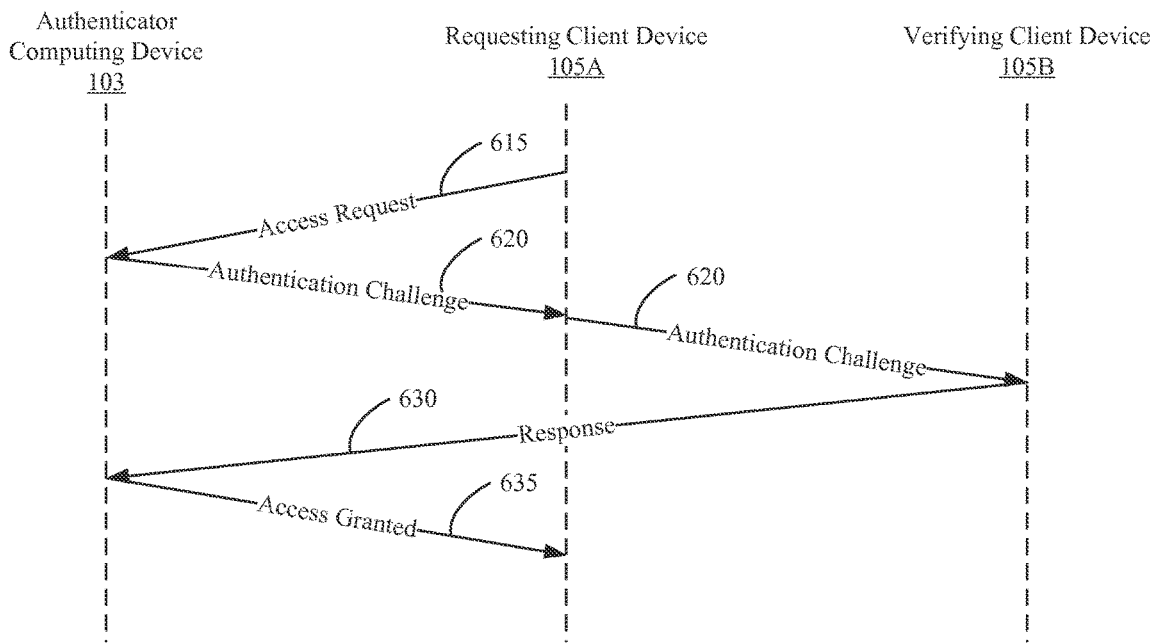 Authenticator
Computing Device
103
Requesting Client Device
105A
Verifying Client Device
105B
615
Access Request
620
Authentication Challenge
620
Authentication Challenge
630
Response
635
Access Granted